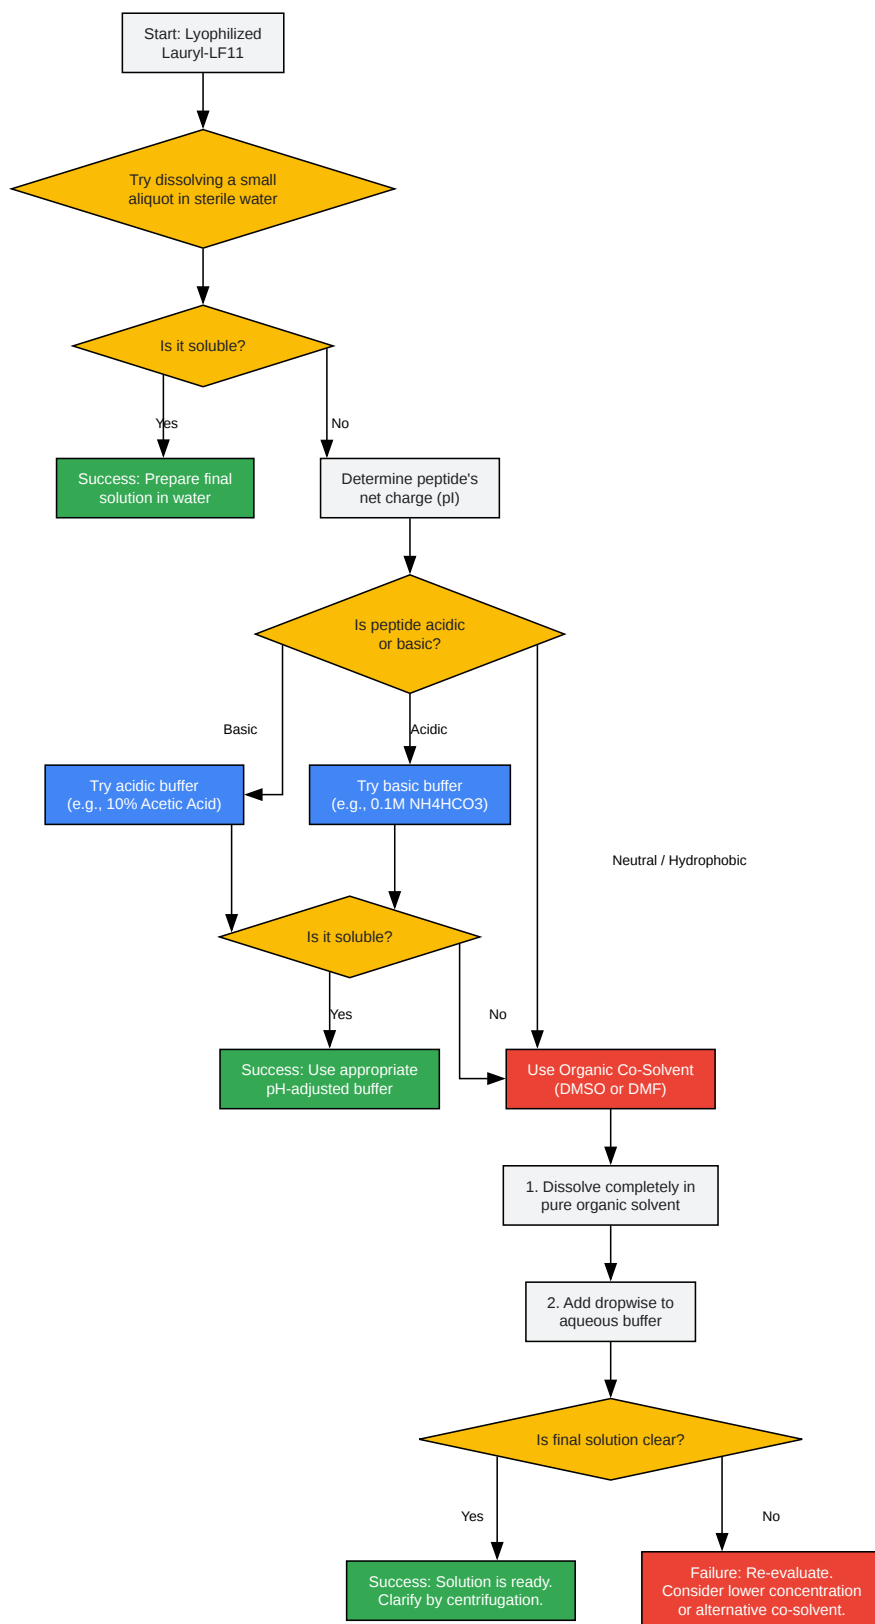 Start: Lyophilized
Lauryl-LF11
Try dissolving a small
aliquot in sterile water
Is it soluble?
Yes
No
Success: Prepare final
solution in water
Determine peptide's
net charge (pI)
Is peptide acidic
or basic?
Basic
Acidic
Try acidic buffer
(e.g., 10% Acetic Acid)
Try basic buffer
(e.g., 0.1M NH4HCO3)
Neutral / Hydrophobic
Is it soluble?
Yes
No
Success: Use appropriate
pH-adjusted buffer
Use Organic Co-Solvent
(DMSO or DMF)
1. Dissolve completely in
pure organic solvent
2. Add dropwise to
aqueous buffer
Is final solution clear?
Yes
No
Success: Solution is ready.
Clarify by centrifugation.
Failure: Re-evaluate.
Consider lower concentration
or alternative co-solvent.